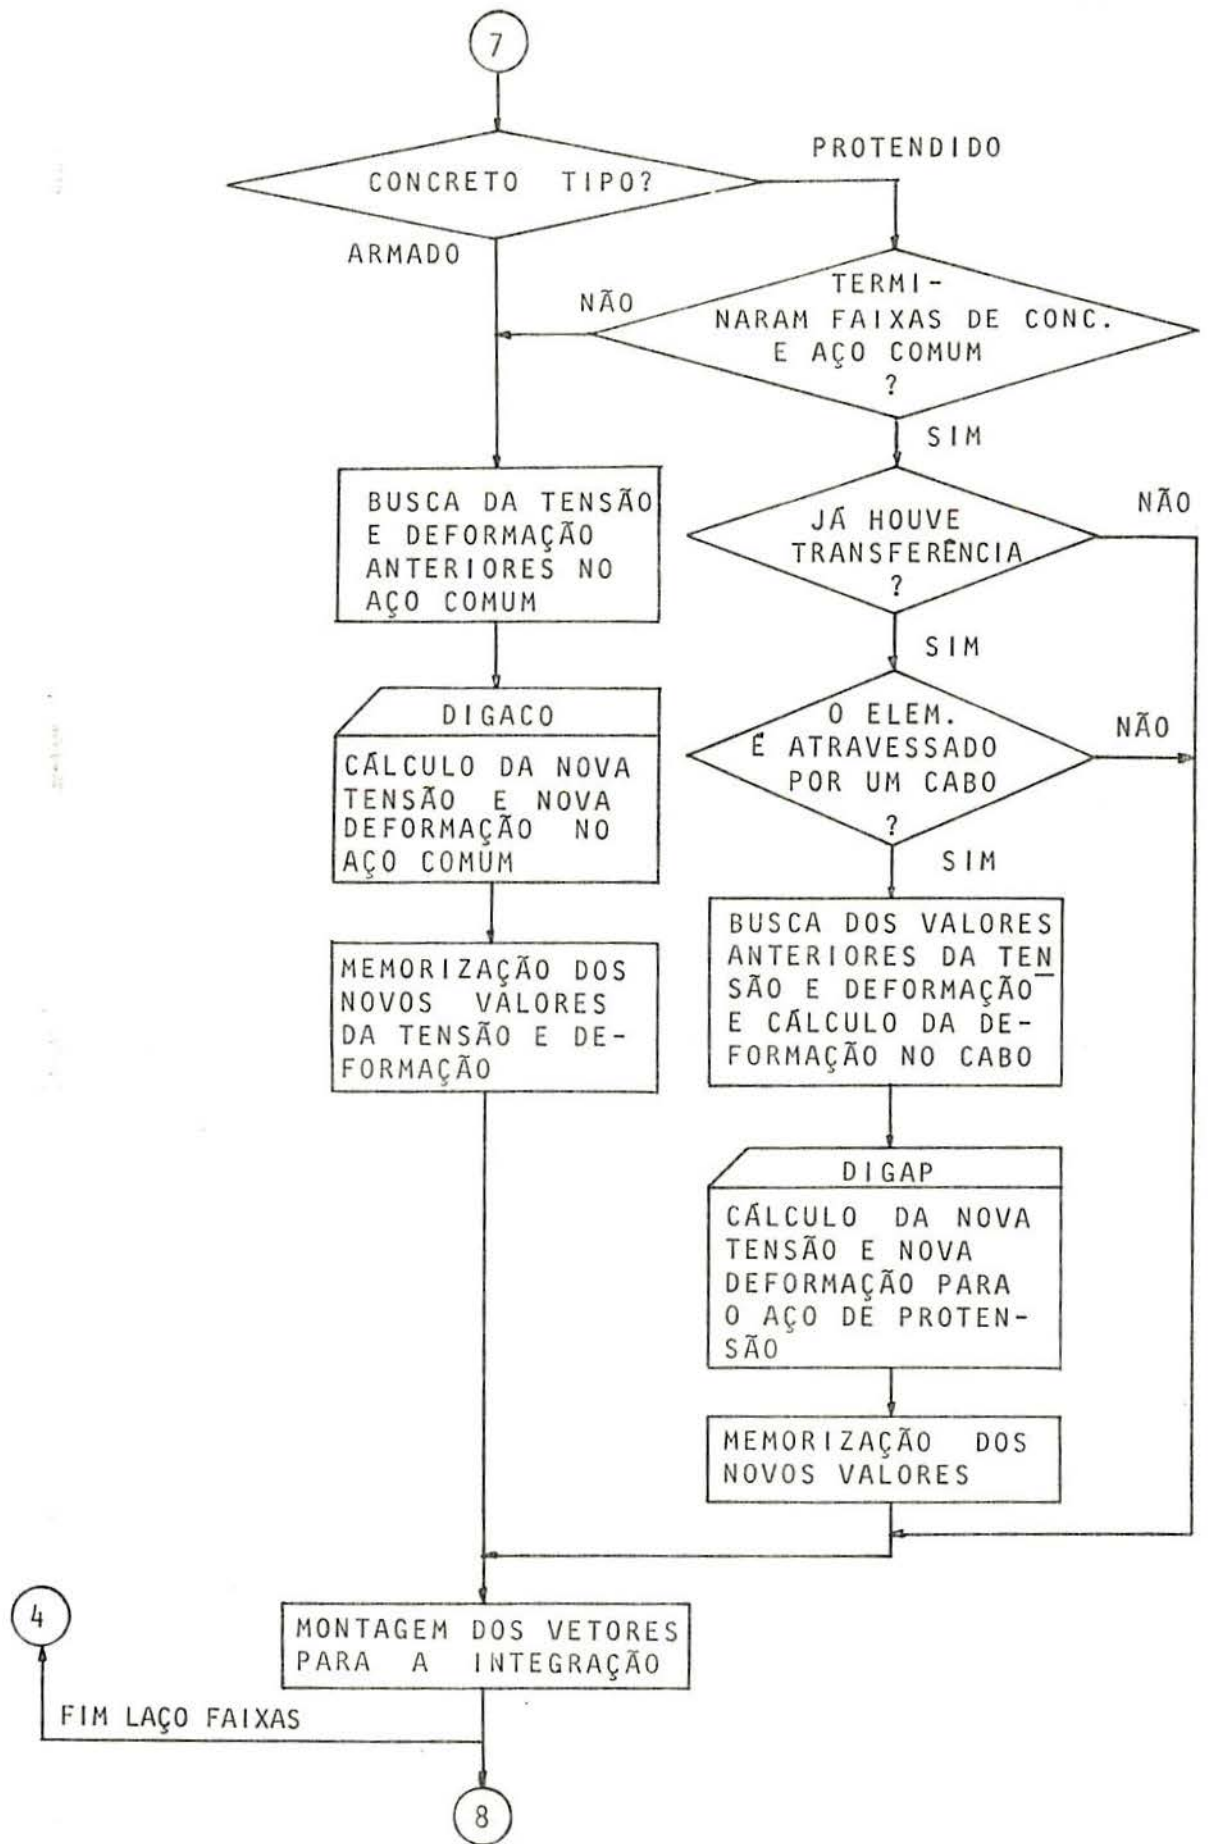 7
CONCRETO TIPO?
PROTENDIDO
ARMADO
NÃO
TERMI-
NARAM FAIXAS DE CONC.
E AÇO COMUM
?
SIM
BUSCA DA TENSÃO
E DEFORMAÇÃO
ANTERIORES NO
AÇO COMUM
JÁ HOUVE
TRANSFERÊNCIA
?
NÃO
SIM
DIGACO
CÁLCULO DA NOVA
TENSÃO E NOVA
DEFORMAÇÃO NO
AÇO COMUM
O ELEM.
É ATRAVESSADO
POR UM CABO
?
NÃO
SIM
MEMORIZAÇÃO DOS
NOVOS VALORES
DA TENSÃO E DE-
FORMAÇÃO
BUSCA DOS VALORES
ANTERIORES DA TEN
SÃO E DEFORMAÇÃO
E CÁLCULO DA DE-
FORMAÇÃO NO CABO
DIGAP
CÁLCULO DA NOVA
TENSÃO E NOVA
DEFORMAÇÃO PARA
O AÇO DE PROTEN-
SÃO
MEMORIZAÇÃO DOS
NOVOS VALORES
4
MONTAGEM DOS VETORES
PARA A INTEGRAÇÃO
FIM LAÇO FAIXAS
8